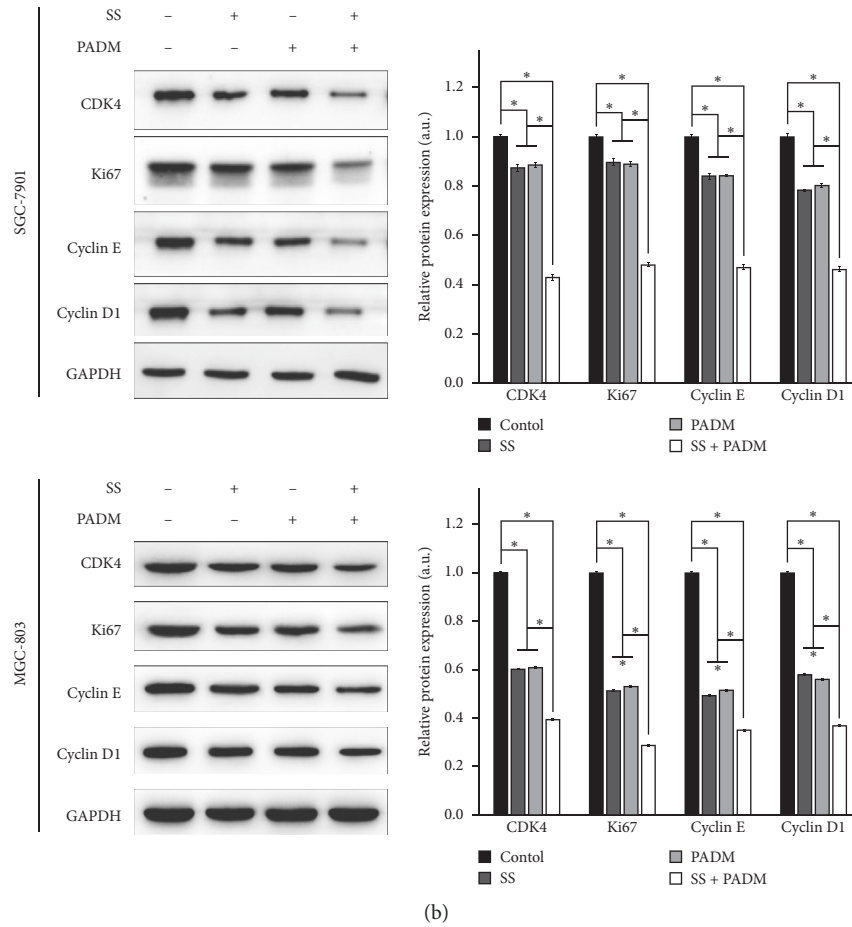 SGC-7901
SS – + – +
PADM – – + +
CDK4
Ki67
Cyclin E
Cyclin D1
GAPDH
Relative protein expression (a.u.)
1.2
1.0
0.8
0.6
0.4
0.2
0.0
* * * * * * * * * * * *
CDK4 Ki67 Cyclin E Cyclin D1
Contol PADM
SS SS + PADM
MGC-803
SS – + – +
PADM – – + +
CDK4
Ki67
Cyclin E
Cyclin D1
GAPDH
Relative protein expression (a.u.)
1.2
1.0
0.8
0.6
0.4
0.2
0.0
* * * * * * * * * * * * * * *
CDK4 Ki67 Cyclin E Cyclin D1
Contol PADM
SS SS + PADM
(b)